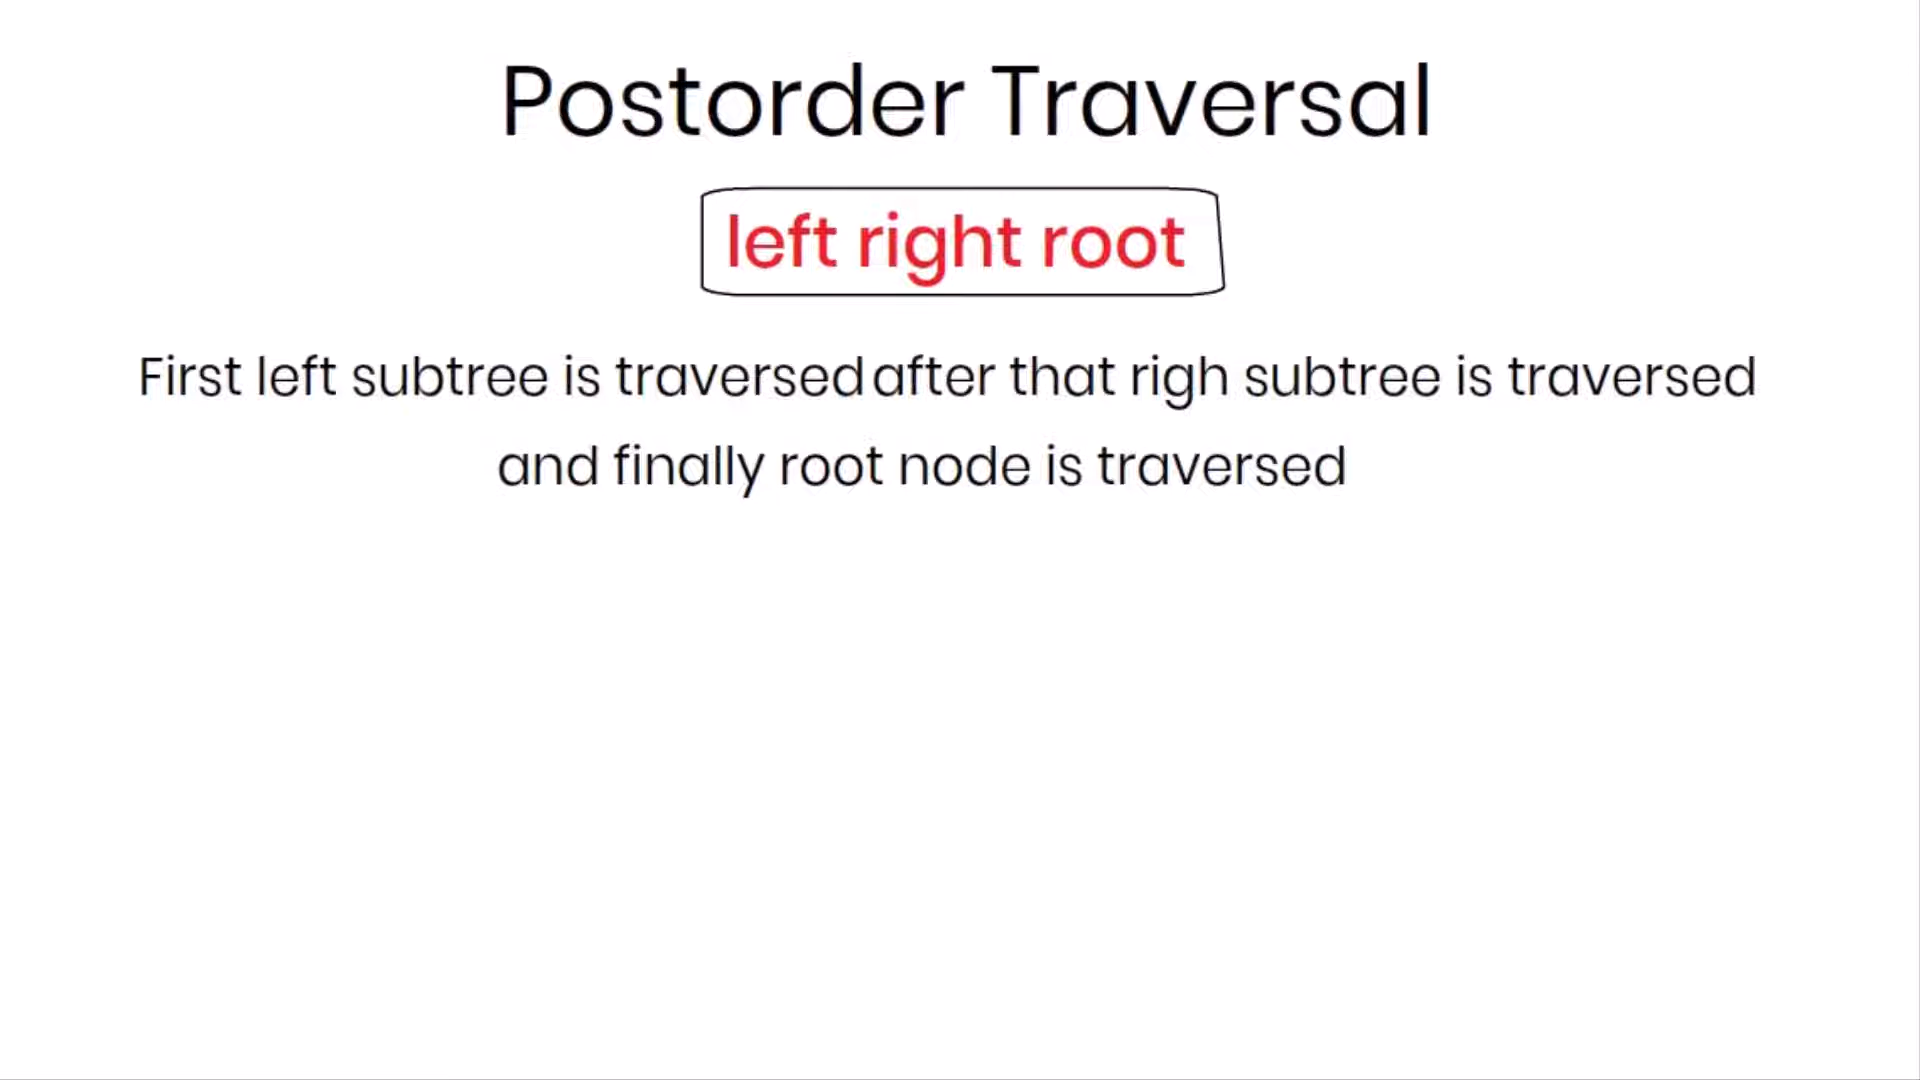 Postorder Traversal
left right root
First left subtree is traversed after that righ subtree is traversed
and finally root node is traversed